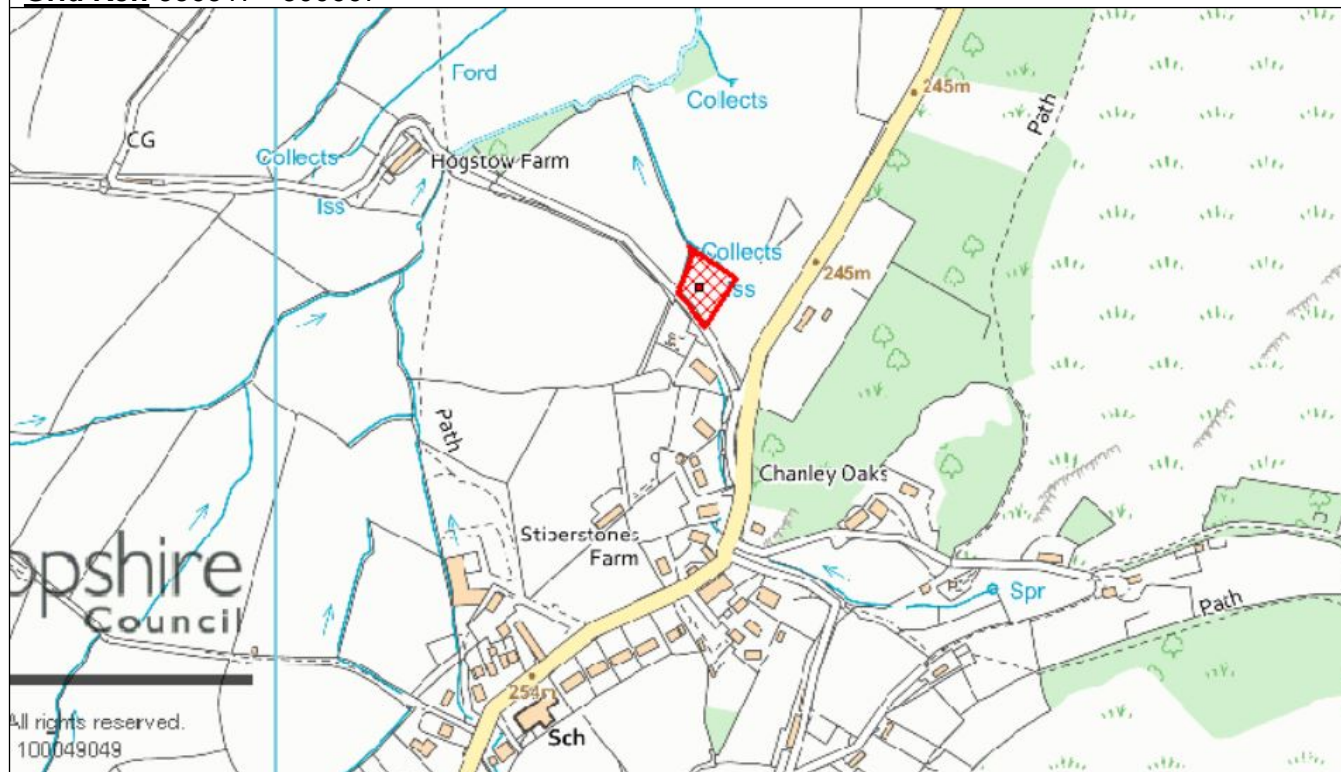 Ford
245m
Collects
Path
CG
Collects
Hogstow Farm
Iss
Collects
245m
Iss
Path
Chanley Oaks
Stiperstones
Farm
opshire
Council
Spr
Path
254m
All rights reserved.
100049049
Sch